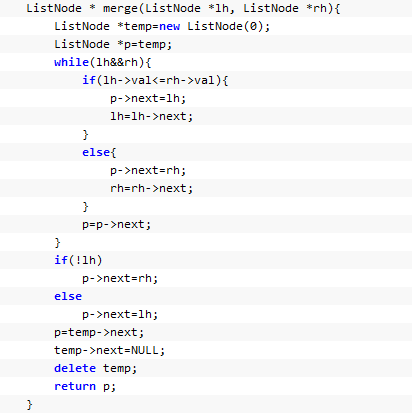 ListNode * merge(ListNode *lh, ListNode *rh){
ListNode *temp=new ListNode(0);
ListNode *p=temp;
while(lh&&rh){
if(lh->val<=rh->val){
p->next=lh;
lh=lh->next;
}
else{
p->next=rh;
rh=rh->next;
}
p=p->next;
}
if(!lh)
p->next=rh;
else
p->next=lh;
p=temp->next;
temp->next=NULL;
delete temp;
return p;
}